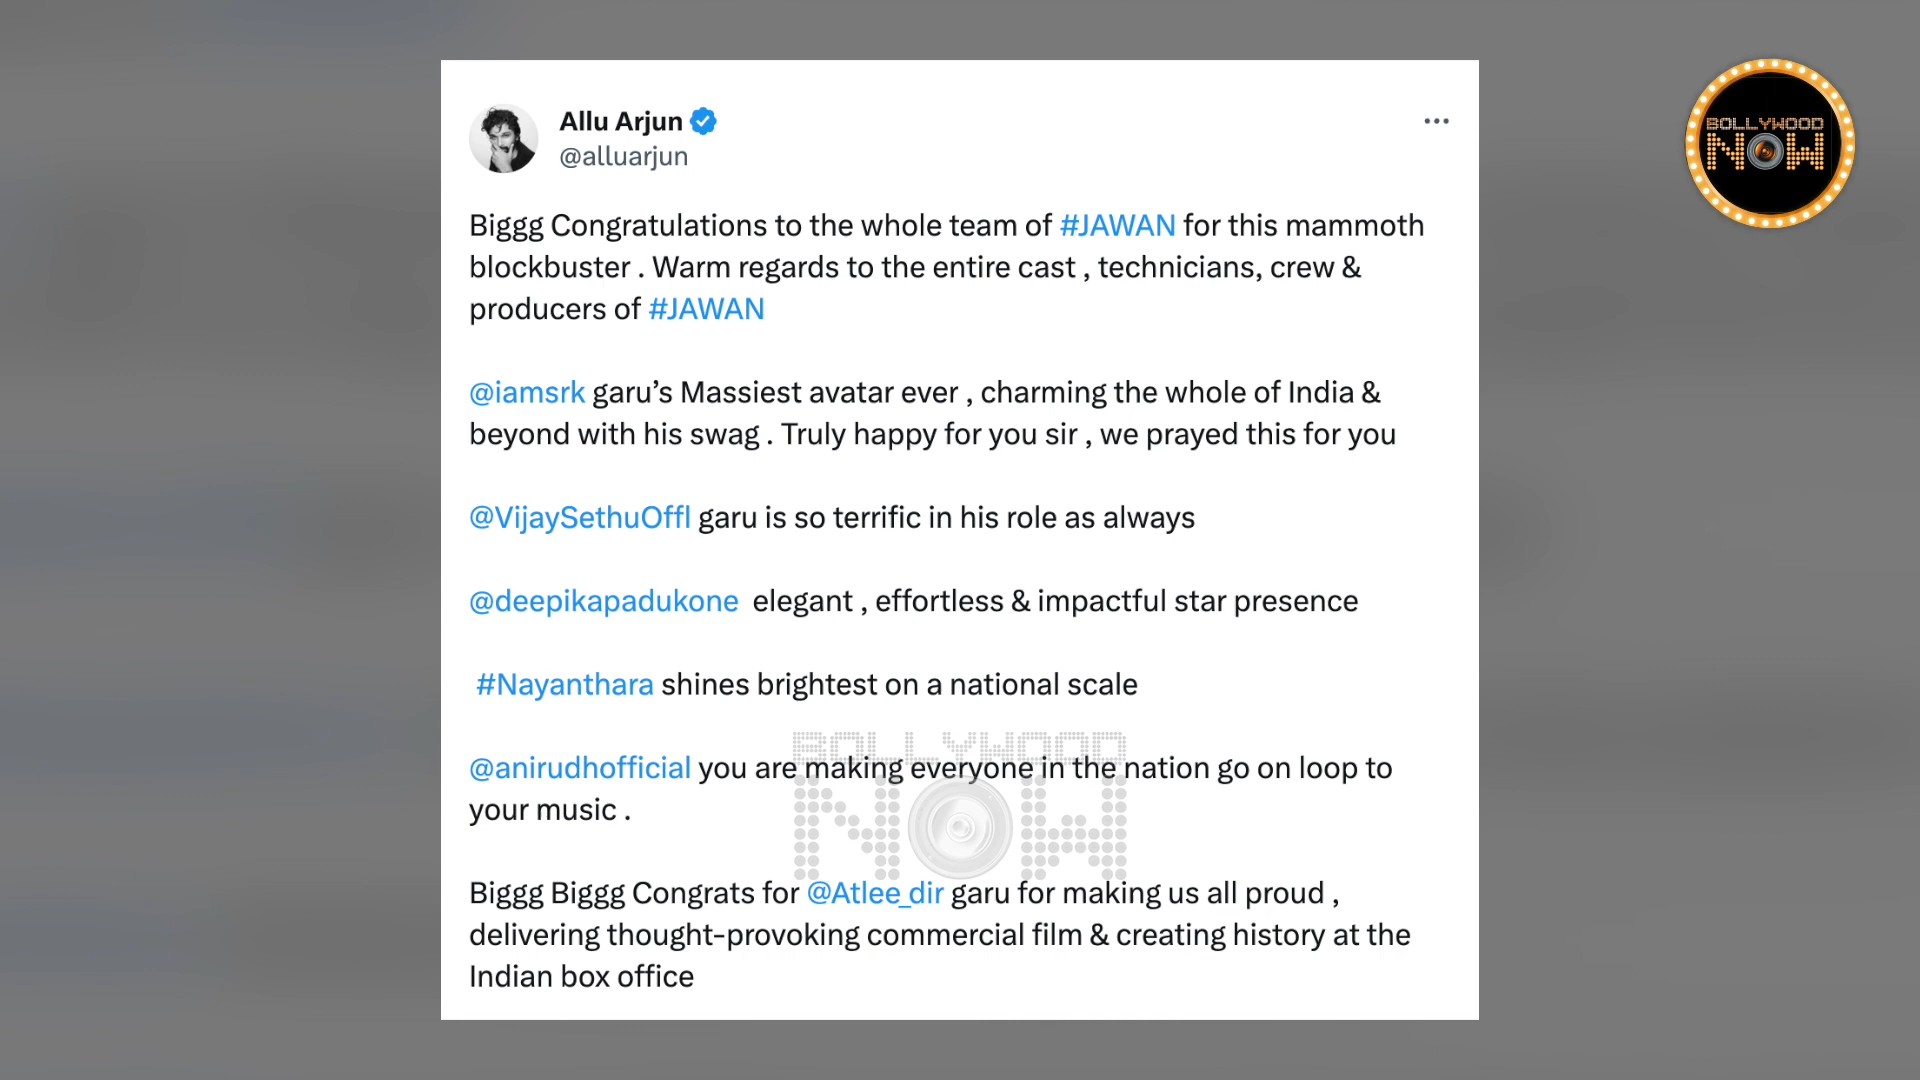 Allu Arjun
@alluarjun
Biggg Congratulations to the whole team of #JAWAN for this mammoth
blockbuster . Warm regards to the entire cast , technicians, crew &
producers of #JAWAN
@iamsrk garu’s Massiest avatar ever , charming the whole of India &
beyond with his swag . Truly happy for you sir , we prayed this for you
@VijaySethuOffl garu is so terrific in his role as always
@deepikapadukone elegant , effortless & impactful star presence
#Nayanthara shines brightest on a national scale
@anirudhofficial you are making everyone in the nation go on loop to
your music .
Biggg Biggg Congrats for @Atlee_dir garu for making us all proud ,
delivering thought-provoking commercial film & creating history at the
Indian box office
BOLLYWOOD
NOW
BOLLYWOOD
NOW